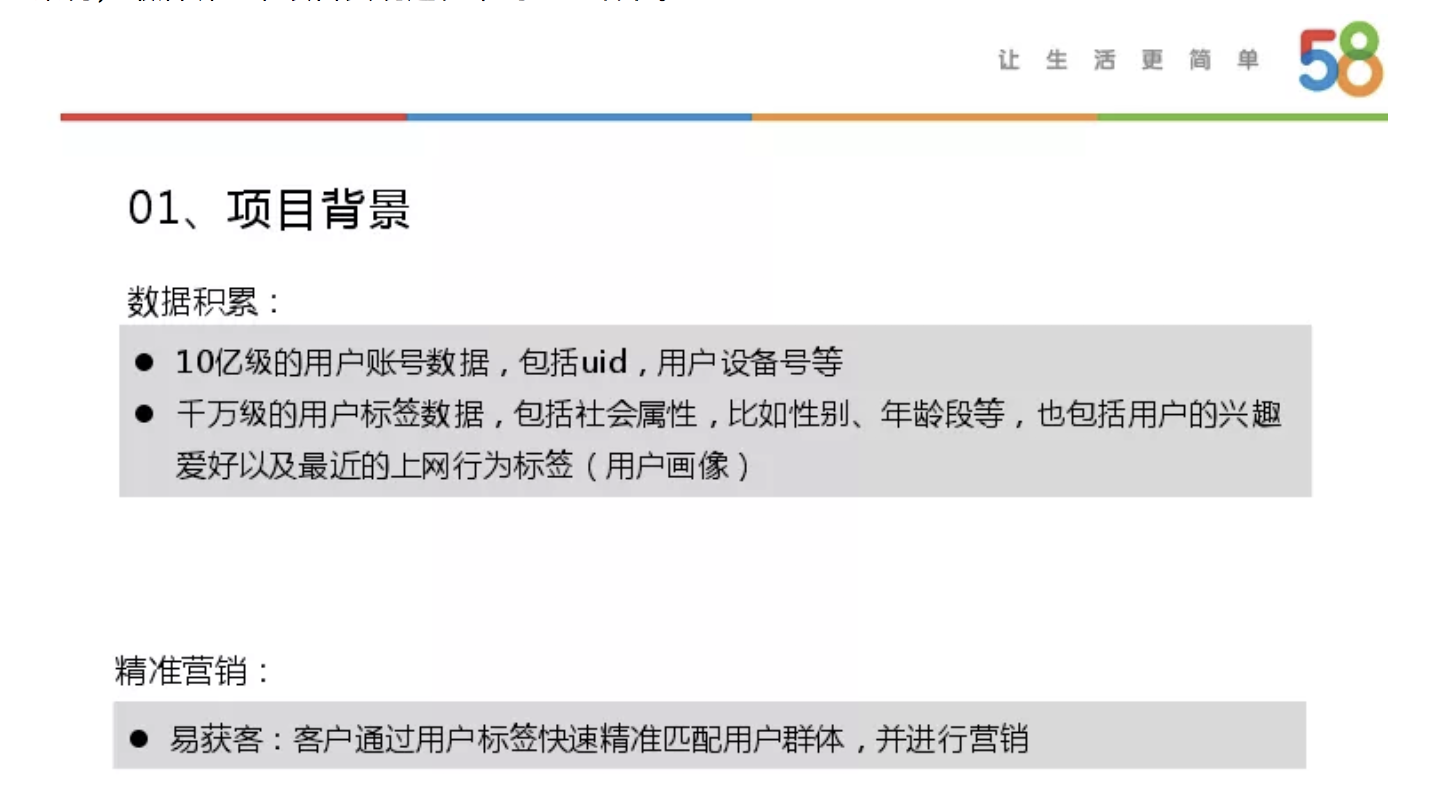 让生活更简单 58
01、项目背景
数据积累：
● 10亿级的用户账号数据，包括uid，用户设备号等
● 千万级的用户标签数据，包括社会属性，比如性别、年龄段等，也包括用户的兴趣
爱好以及最近的上网行为标签（用户画像）
精准营销：
● 易获客：客户通过用户标签快速精准匹配用户群体，并进行营销